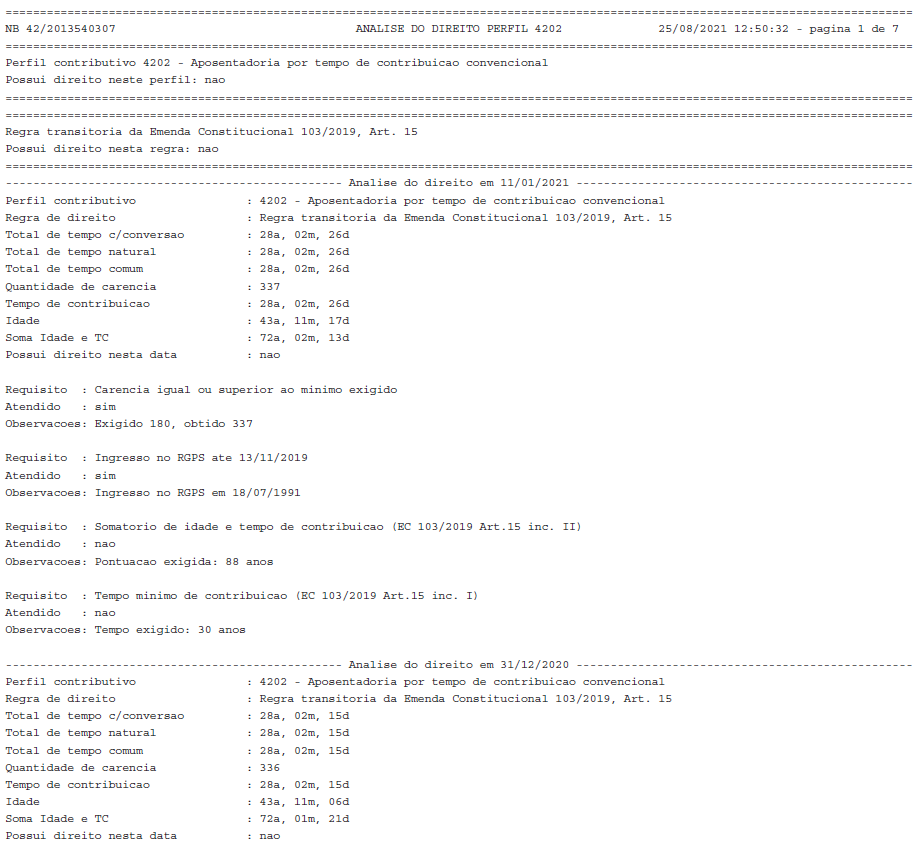 ====================================================================================================================================
NB 42/2013540307 ANALISE DO DIREITO PERFIL 4202 25/08/2021 12:50:32 - pagina 1 de 7
====================================================================================================================================
Perfil contributivo 4202 - Aposentadoria por tempo de contribuicao convencional
Possui direito neste perfil: nao
====================================================================================================================================
====================================================================================================================================
Regra transitoria da Emenda Constitucional 103/2019, Art. 15
Possui direito nesta regra: nao
====================================================================================================================================
------------------------------------------------- Analise do direito em 11/01/2021 -------------------------------------------------
Perfil contributivo : 4202 - Aposentadoria por tempo de contribuicao convencional
Regra de direito : Regra transitoria da Emenda Constitucional 103/2019, Art. 15
Total de tempo c/conversao : 28a, 02m, 26d
Total de tempo natural : 28a, 02m, 26d
Total de tempo comum : 28a, 02m, 26d
Quantidade de carencia : 337
Tempo de contribuicao : 28a, 02m, 26d
Idade : 43a, 11m, 17d
Soma Idade e TC : 72a, 02m, 13d
Possui direito nesta data : nao
Requisito : Carencia igual ou superior ao minimo exigido
Atendido : sim
Observacoes: Exigido 180, obtido 337
Requisito : Ingresso no RGPS ate 13/11/2019
Atendido : sim
Observacoes: Ingresso no RGPS em 18/07/1991
Requisito : Somatorio de idade e tempo de contribuicao (EC 103/2019 Art.15 inc. II)
Atendido : nao
Observacoes: Pontuacao exigida: 88 anos
Requisito : Tempo minimo de contribuicao (EC 103/2019 Art.15 inc. I)
Atendido : nao
Observacoes: Tempo exigido: 30 anos
------------------------------------------------- Analise do direito em 31/12/2020 -------------------------------------------------
Perfil contributivo : 4202 - Aposentadoria por tempo de contribuicao convencional
Regra de direito : Regra transitoria da Emenda Constitucional 103/2019, Art. 15
Total de tempo c/conversao : 28a, 02m, 15d
Total de tempo natural : 28a, 02m, 15d
Total de tempo comum : 28a, 02m, 15d
Quantidade de carencia : 336
Tempo de contribuicao : 28a, 02m, 15d
Idade : 43a, 11m, 06d
Soma Idade e TC : 72a, 01m, 21d
Possui direito nesta data : nao